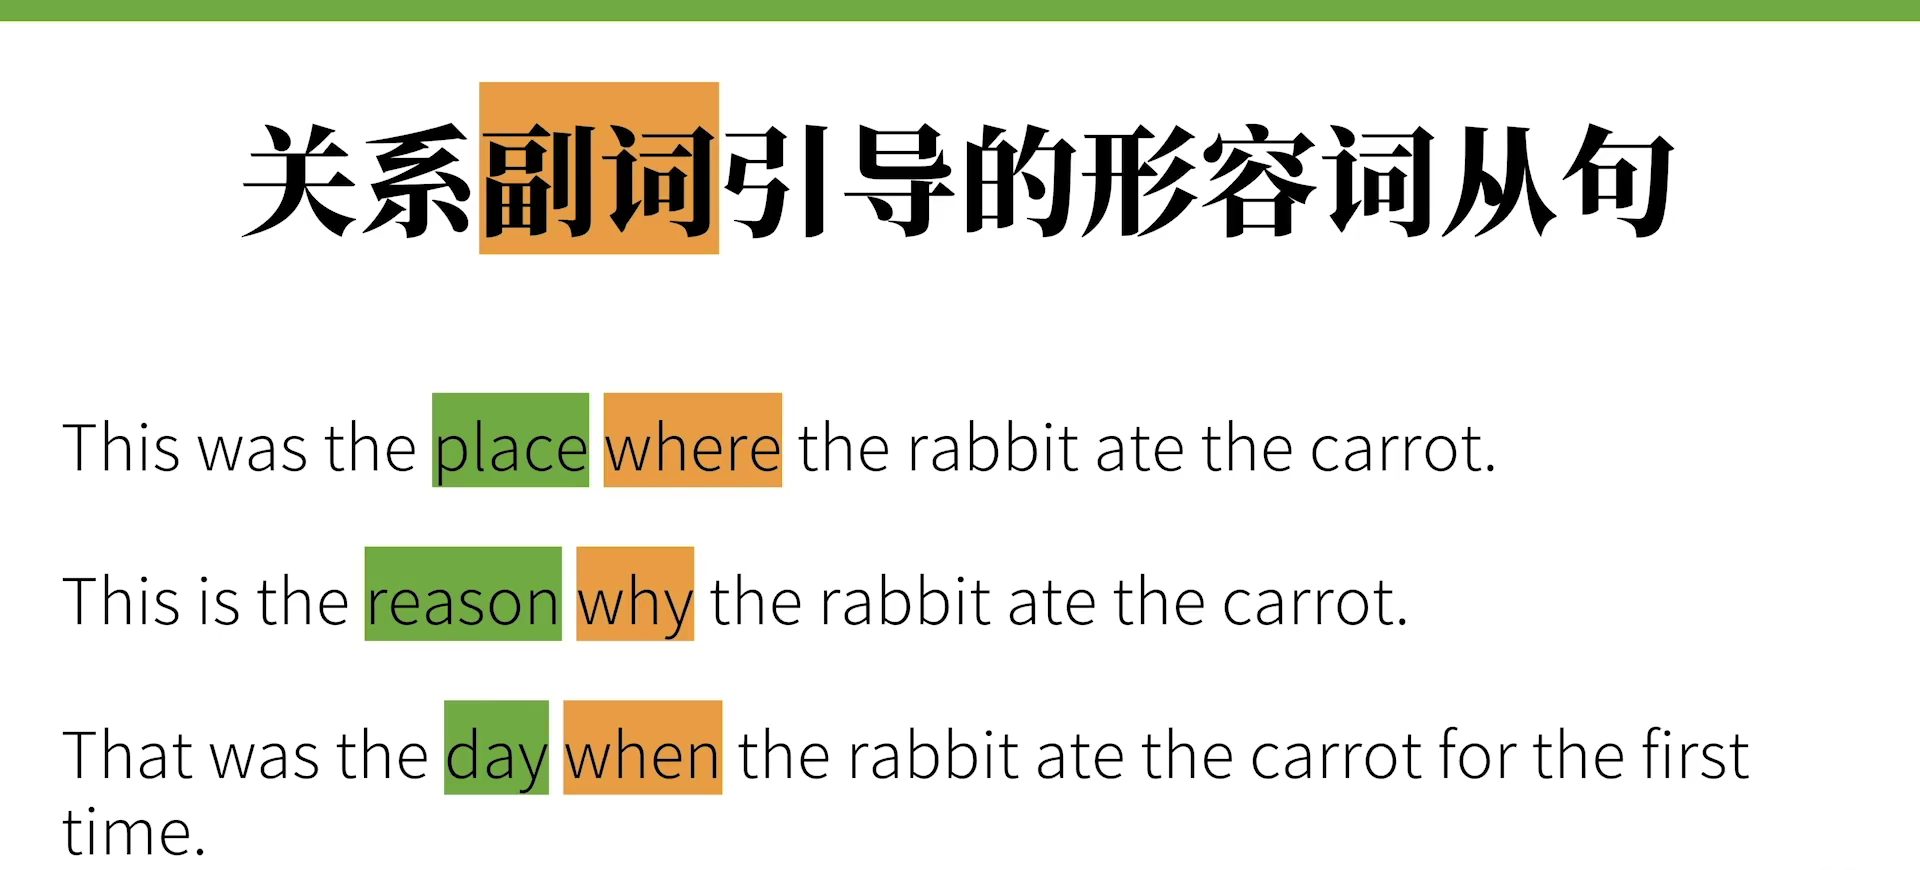 关系副词引导的形容词从句
This was the place where the rabbit ate the carrot.
This is the reason why the rabbit ate the carrot.
That was the day when the rabbit ate the carrot for the first
time.